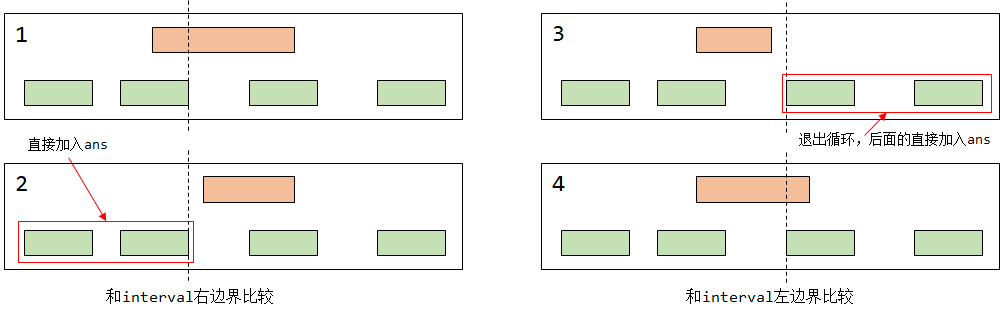 1
直接加入ans
2
和interval右边界比较
3
退出循环，后面的直接加入ans
4
和interval左边界比较